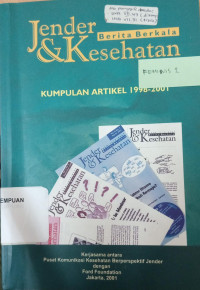 Jender
Berita Berkala
& Kesehatan
KUMPULAN ARTIKEL 1998-2001
EMPUAN
Jender
& Kesehatan
Kerjasama antara
Pusat Komunikasi Kesehatan Berperspektif Jender
dengan
Ford Foundation
Jakarta, 2001